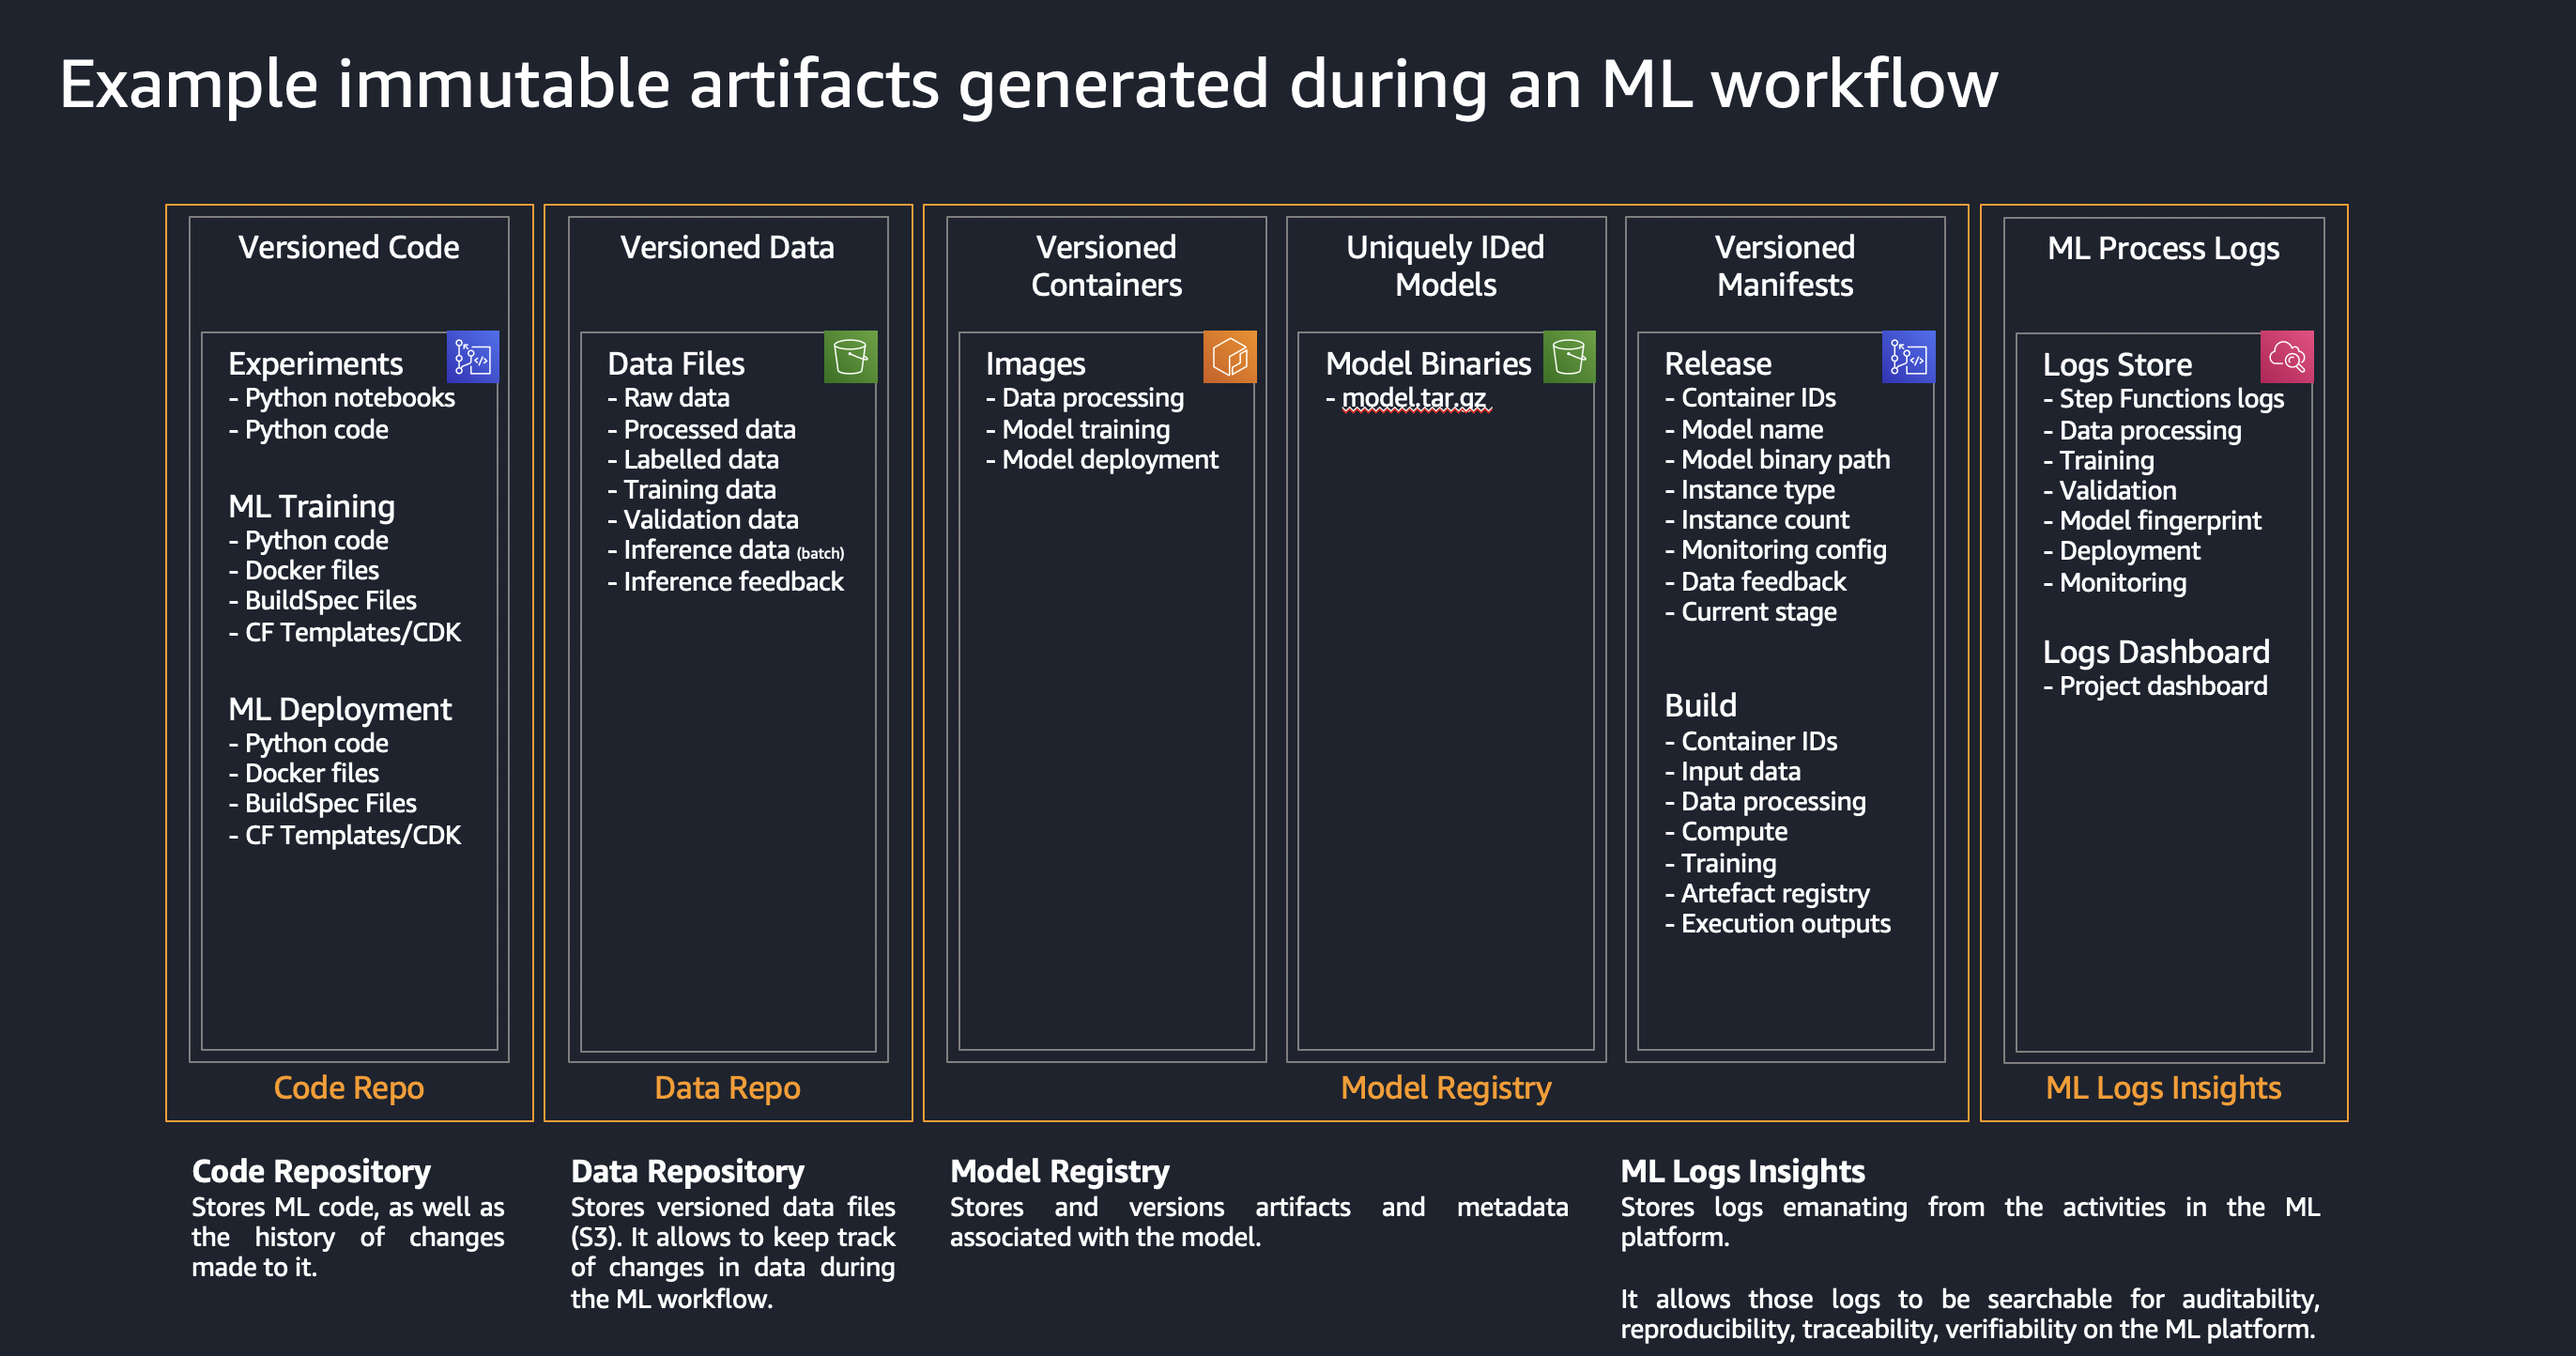 Example immutable artifacts generated during an ML workflow
Versioned Code
Experiments
- Python notebooks
- Python code
ML Training
- Python code
- Docker files
- BuildSpec Files
- CF Templates/CDK
ML Deployment
- Python code
- Docker files
- BuildSpec Files
- CF Templates/CDK
Code Repo
Versioned Data
Data Files
- Raw data
- Processed data
- Labelled data
- Training data
- Validation data
- Inference data (batch)
- Inference feedback
Data Repo
Versioned
Containers
Images
- Data processing
- Model training
- Model deployment
Uniquely IDed
Models
Model Binaries
- model.tar.gz
Versioned
Manifests
Release
- Container IDs
- Model name
- Model binary path
- Instance type
- Instance count
- Monitoring config
- Data feedback
- Current stage
Build
- Container IDs
- Input data
- Data processing
- Compute
- Training
- Artefact registry
- Execution outputs
Model Registry
ML Process Logs
Logs Store
- Step Functions logs
- Data processing
- Training
- Validation
- Model fingerprint
- Deployment
- Monitoring
Logs Dashboard
- Project dashboard
ML Logs Insights
Code Repository
Stores ML code, as well as
the history of changes
made to it.
Data Repository
Stores versioned data files
(S3). It allows to keep track
of changes in data during
the ML workflow.
Model Registry
Stores and versions artifacts and metadata
associated with the model.
ML Logs Insights
Stores logs emanating from the activities in the ML
platform.
It allows those logs to be searchable for auditability,
reproducibility, traceability, verifiability on the ML platform.